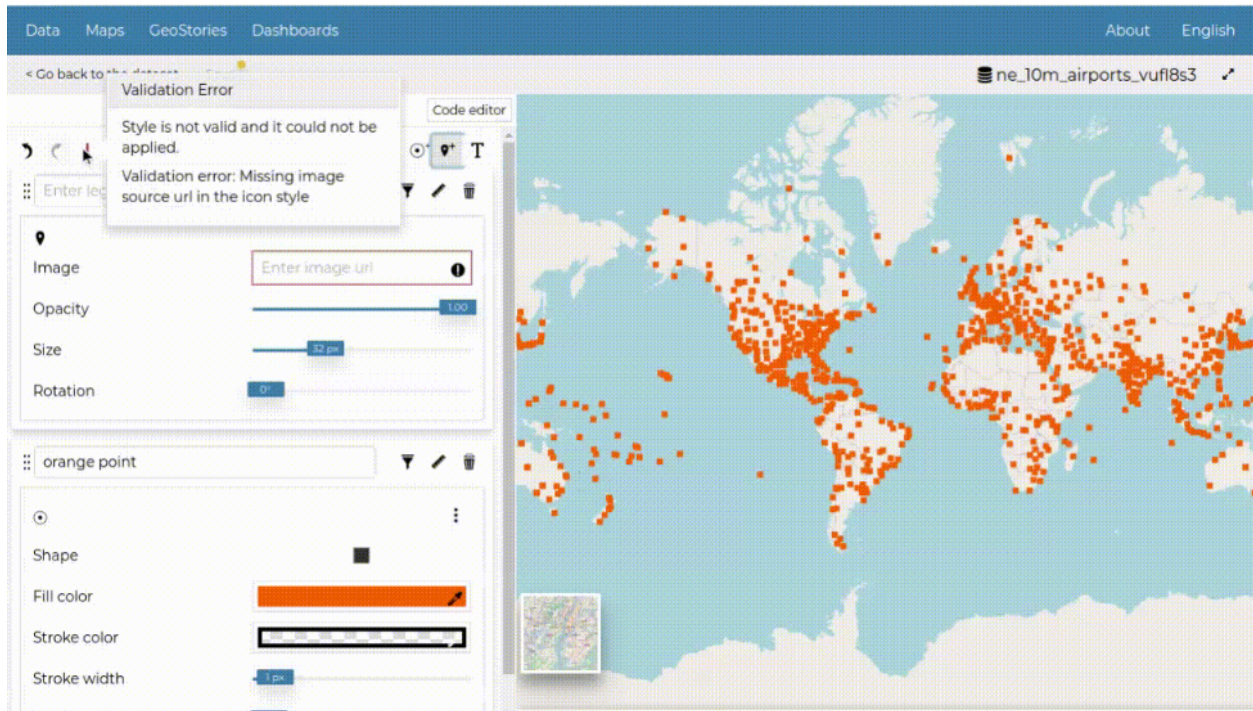 Data Maps GeoStories Dashboards About English
< Go back to the dataset
ne_10m_airports_vufl8s3
Validation Error
Style is not valid and it could not be
applied.
Validation error: Missing image
source url in the icon style
Code editor
T
Enter leg
Image Enter image url
Opacity 1.00
Size 32 px
Rotation 0°
orange point
Shape
Fill color
Stroke color
Stroke width 1 px